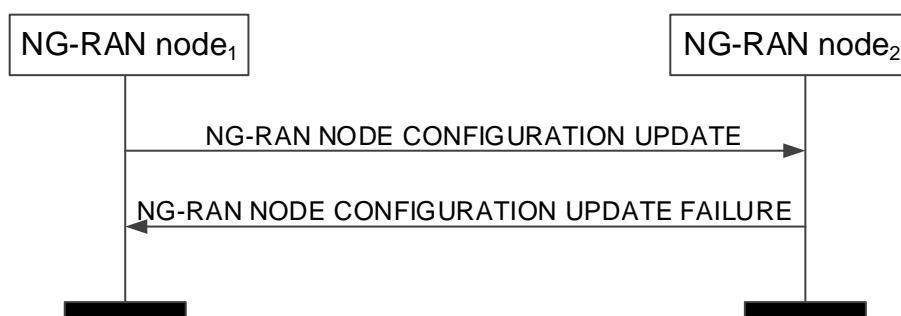 NG-RAN node₁
NG-RAN node₂
NG-RAN NODE CONFIGURATION UPDATE
NG-RAN NODE CONFIGURATION UPDATE FAILURE